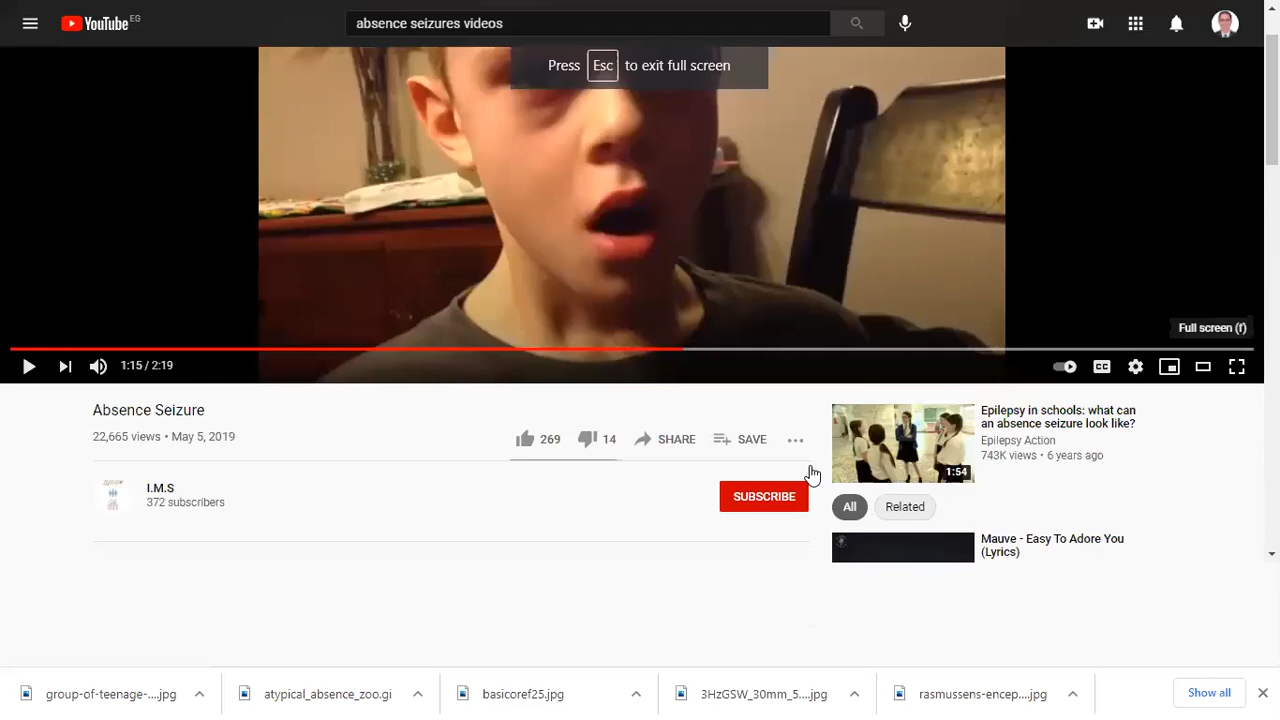 YouTube EG
absence seizures videos
Press Esc to exit full screen
Full screen (f)
1:15 / 2:19
CC
Absence Seizure
22,665 views • May 5, 2019
269
14
SHARE
SAVE
I.M.S
372 subscribers
SUBSCRIBE
1:54
Epilepsy in schools: what can
an absence seizure look like?
Epilepsy Action
743K views • 6 years ago
All
Related
Mauve - Easy To Adore You
(Lyrics)
group-of-teenage-....jpg
atypical_absence_zoo.gi
basicoref25.jpg
3HzGSW_30mm_5....jpg
rasmussens-encep....jpg
Show all